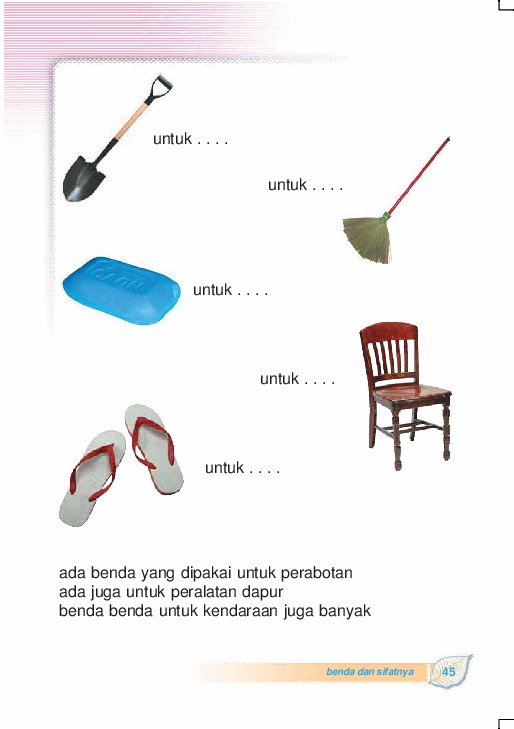 untuk . . . .
untuk . . . .
untuk . . . .
untuk . . . .
untuk . . . .
ada benda yang dipakai untuk perabotan
ada juga untuk peralatan dapur
benda benda untuk kendaraan juga banyak
benda dan sifatnya 45